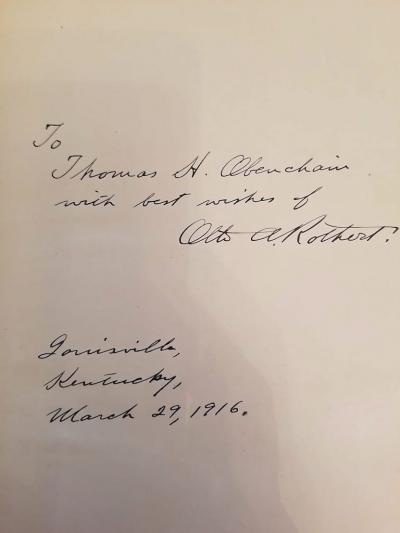 To
Thomas H. Obenchain
with best wishes of
Otto A. Rothert.
Louisville,
Kentucky,
March 29, 1916.